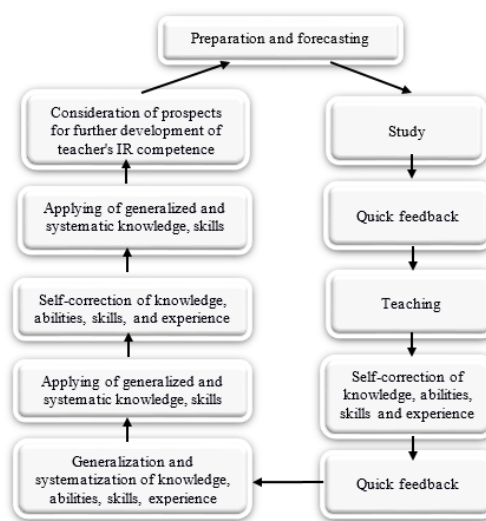 Preparation and forecasting
Study
Quick feedback
Teaching
Self-correction of
knowledge, abilities,
skills and experience
Quick feedback
Generalization and
systematization of knowledge,
abilities, skills, experience
Applying of generalized and
systematic knowledge, skills
Self-correction of knowledge,
abilities, skills, and experience
Applying of generalized and
systematic knowledge, skills
Consideration of prospects
for further development of
teacher's IR competence